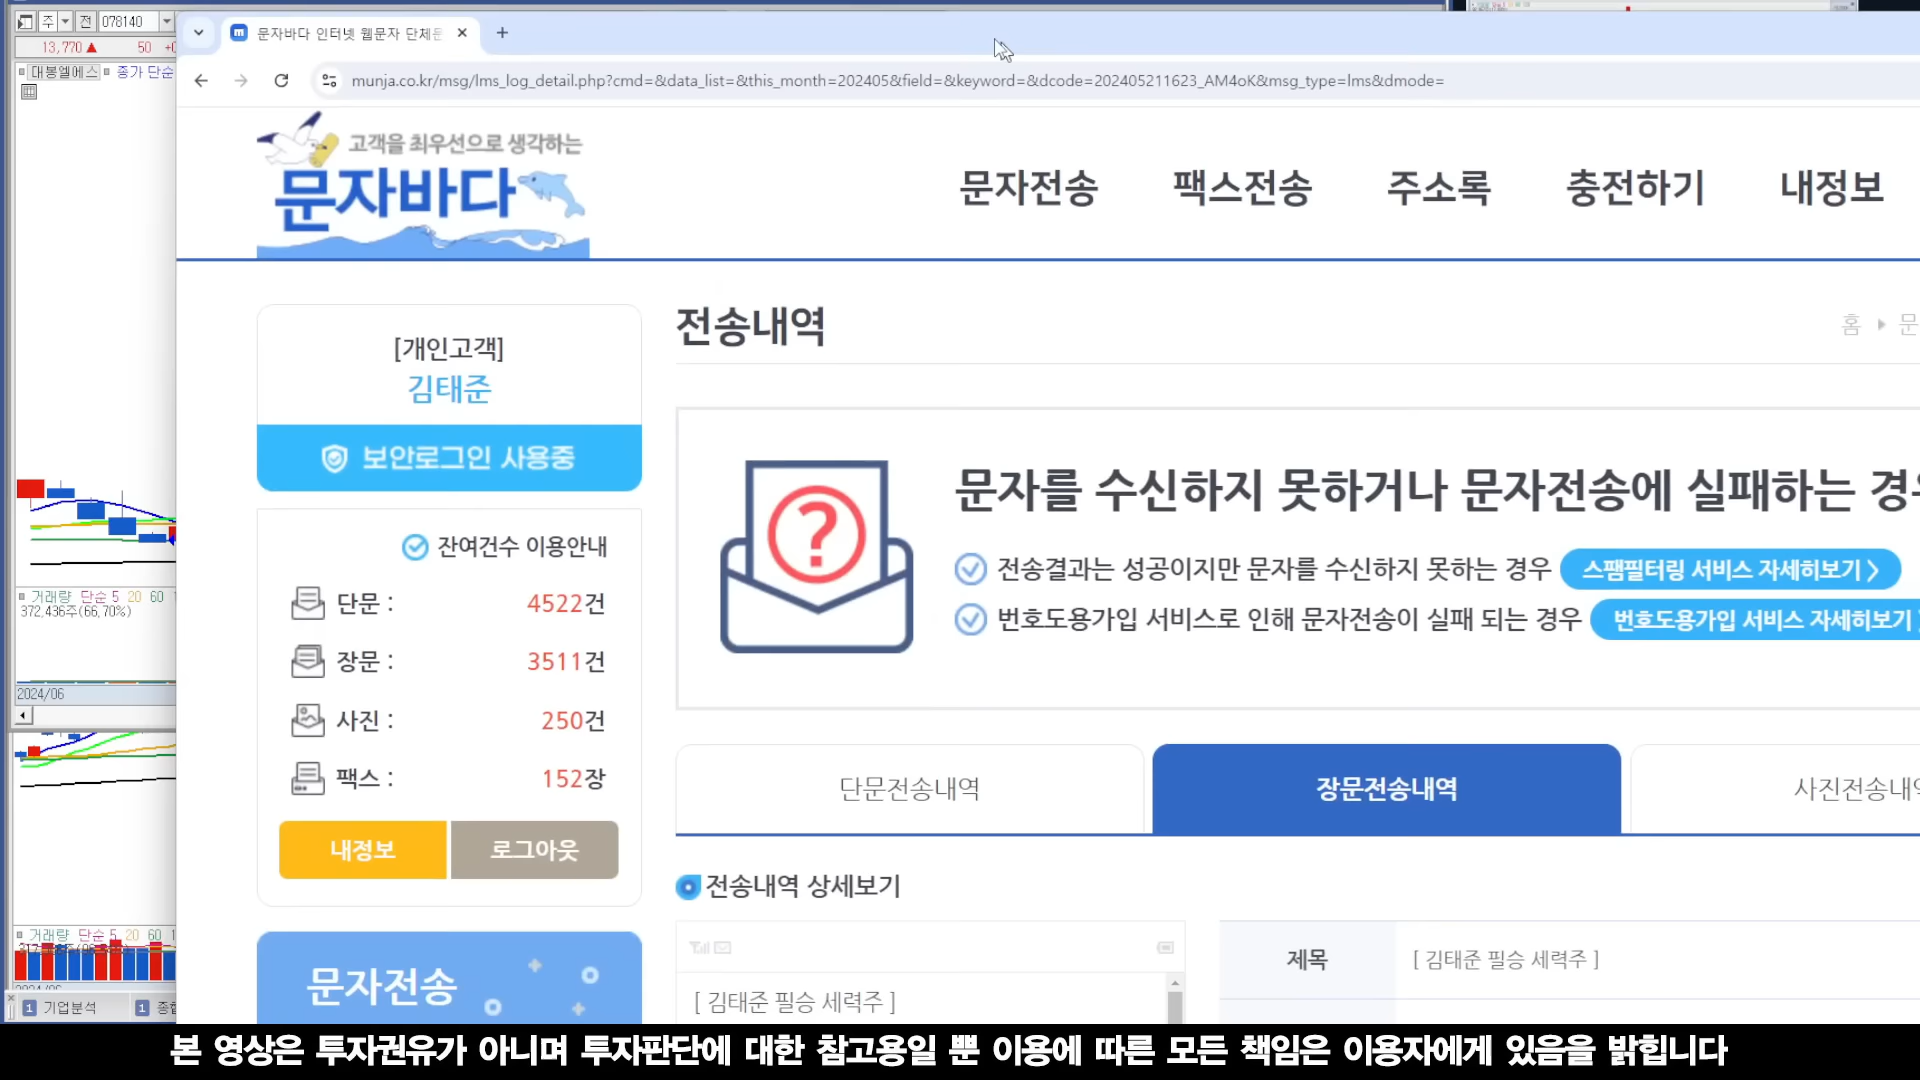 주
전
078140
13,770 ▲ 50
대봉엘에스 종가 단순
거래량 단순 5 20 60
372,436주(66,70%)
2024/06
거래량 단순 5 20 60
1 기업분석
1
문자바다 인터넷 웹문자 단체문
munja.co.kr/msg/lms_log_detail.php?cmd=&data_list=&this_month=202405&field=&keyword=&dcode=202405211623_AM4oK&msg_type=lms&dmode=
고객을 최우선으로 생각하는
문자바다
문자전송 팩스전송 주소록 충전하기 내정보
[개인고객]
김태준
보안로그인 사용중
잔여건수 이용안내
단문 : 4522건
장문 : 3511건
사진 : 250건
팩스 : 152장
내정보 로그아웃
문자전송
전송내역
홈 ▸ 문
문자를 수신하지 못하거나 문자전송에 실패하는 경우
전송결과는 성공이지만 문자를 수신하지 못하는 경우 스팸필터링 서비스 자세히보기 >
번호도용가입 서비스로 인해 문자전송이 실패 되는 경우 번호도용가입 서비스 자세히보기
단문전송내역 장문전송내역 사진전송내역
전송내역 상세보기
[ 김태준 필승 세력주 ]
제목 [ 김태준 필승 세력주 ]
본 영상은 투자권유가 아니며 투자판단에 대한 참고용일 뿐 이용에 따른 모든 책임은 이용자에게 있음을 밝힙니다